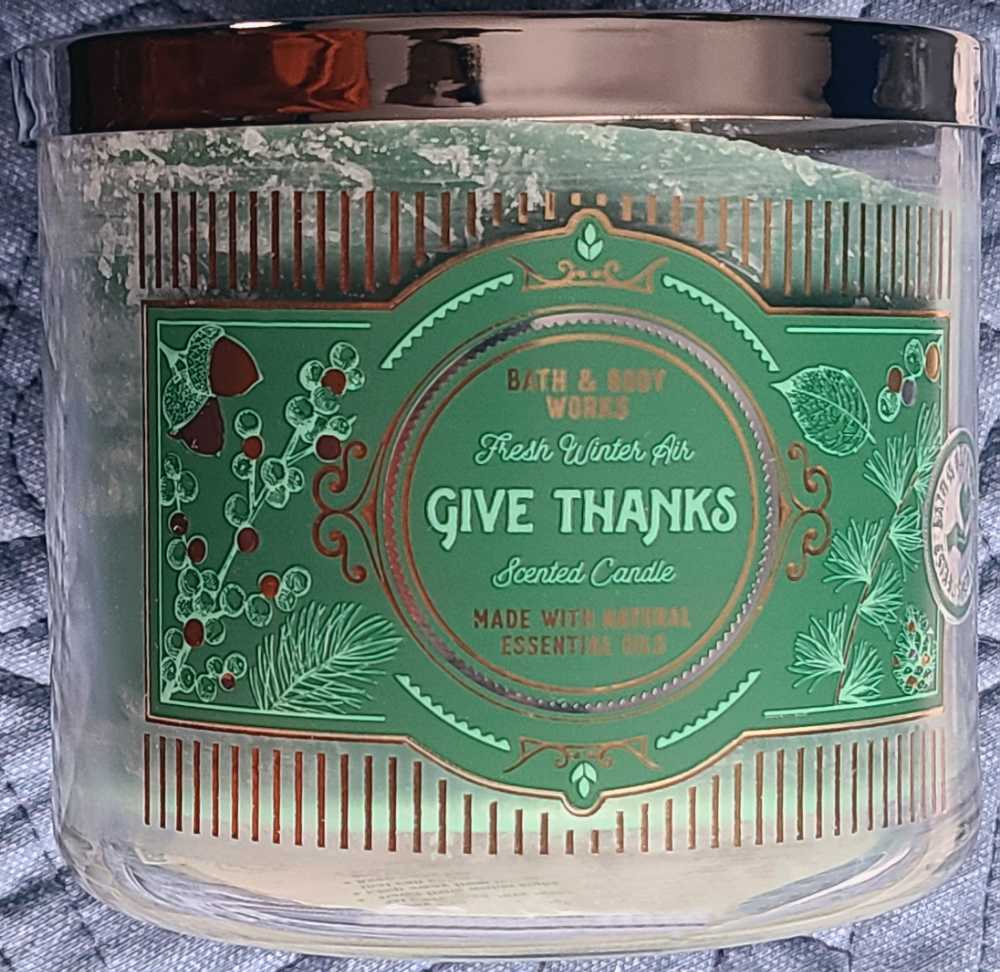 BATH & BODY
WORKS
Fresh Winter Air
GIVE THANKS
Scented Candle
MADE WITH NATURAL
ESSENTIAL OILS